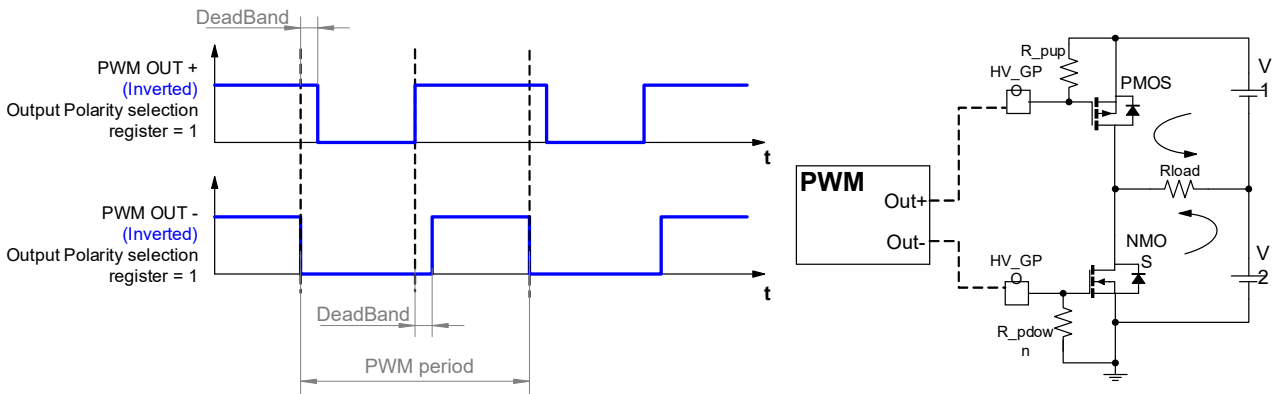 DeadBand
PWM OUT +
(Inverted)
Output Polarity selection
register = 1
t
PWM OUT -
(Inverted)
Output Polarity selection
register = 1
t
DeadBand
PWM period
R_pup
HV_GP
O
PMOS
V
1
Rload
PWM
Out+
Out-
HV_GP
O
NMO
S
V
2
R_pdow
n